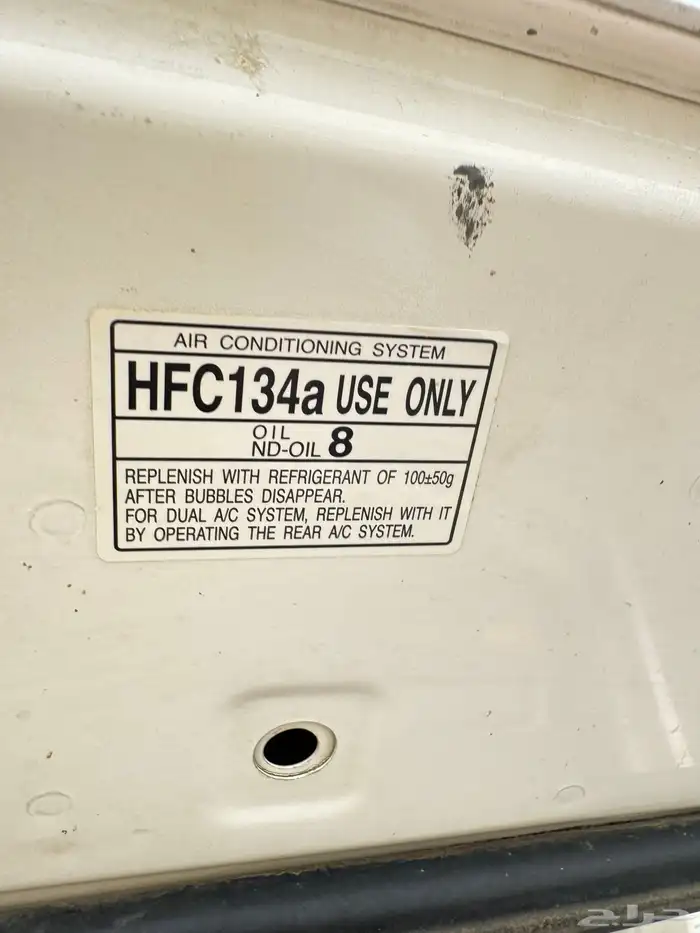 AIR CONDITIONING SYSTEM
HFC134a USE ONLY
OIL
ND-OIL 8
REPLENISH WITH REFRIGERANT OF 100±50g
AFTER BUBBLES DISAPPEAR.
FOR DUAL A/C SYSTEM, REPLENISH WITH IT
BY OPERATING THE REAR A/C SYSTEM.
حراج